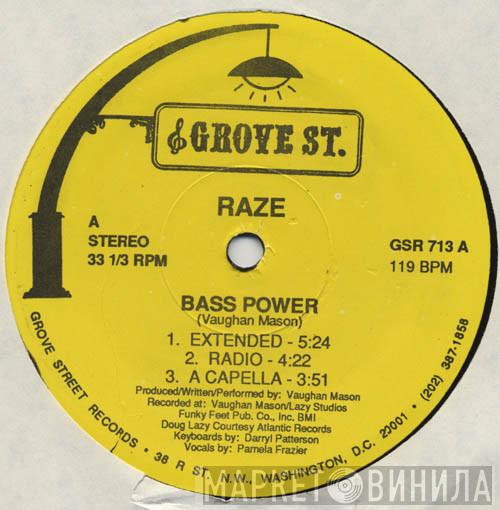 GROVE ST.
RAZE
A
STEREO
33 1/3 RPM
GSR 713 A
119 BPM
BASS POWER
(Vaughan Mason)
1. EXTENDED - 5:24
2. RADIO - 4:22
3. A CAPELLA - 3:51
Produced/Written/Performed by: Vaughan Mason
Recorded at: Vaughan Mason/Lazy Studios
Funky Feet Pub. Co., Inc. BMI
Doug Lazy Courtesy Atlantic Records
Keyboards by: Darryl Patterson
Vocals by: Pamela Frazier
GROVE STREET RECORDS • 38 R ST. N.W., WASHINGTON, D.C. 20001 • (202) 387-1858
МАРКЕТ ВИНИЛА